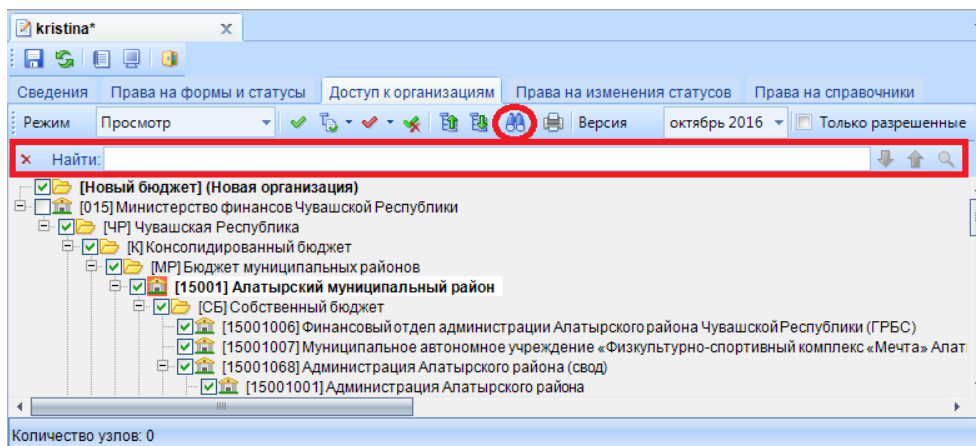 kristina*
Сведения Права на формы и статусы Доступ к организациям Права на изменения статусов Права на справочники
Режим Просмотр Версия октябрь 2016 Только разрешенные
Найти:
[Новый бюджет] (Новая организация)
[015] Министерство финансов Чувашской Республики
[ЧР] Чувашская Республика
[К] Консолидированный бюджет
[МР] Бюджет муниципальных районов
[15001] Алатырский муниципальный район
[СБ] Собственный бюджет
[15001006] Финансовый отдел администрации Алатырского района Чувашской Республики (ГРБС)
[15001007] Муниципальное автономное учреждение «Физкультурно-спортивный комплекс «Мечта» Алат
[15001068] Администрация Алатырского района (свод)
[15001001] Администрация Алатырского района
Количество узлов: 0